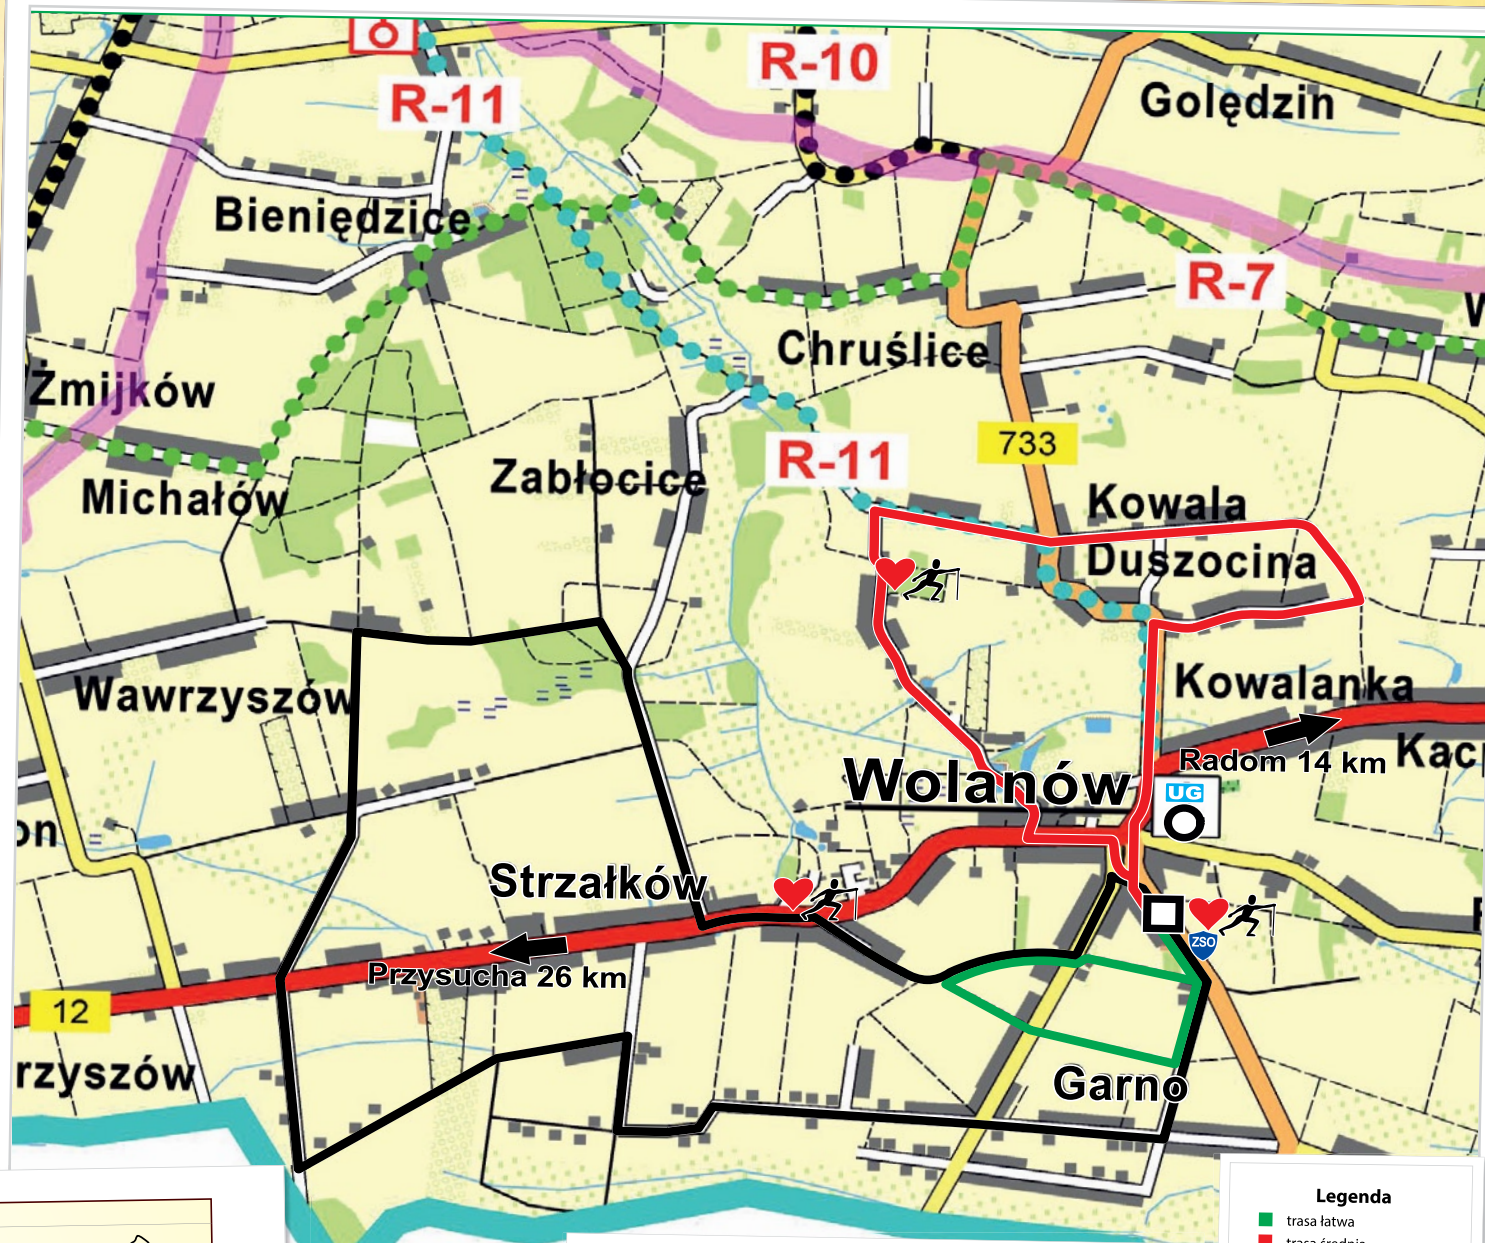 R-10
R-11
Golędzin
Bieniędzice
R-7
Chruślice
Żmijków
733
R-11
Zabłocice
Michałów
Kowala
Duszocina
Wawrzyszów
Kowalanka
Radom 14 km
Wolanów
UG
Strzałków
ZSO
Przysucha 26 km
12
rzyszów
Garno
Legenda
trasa łatwa